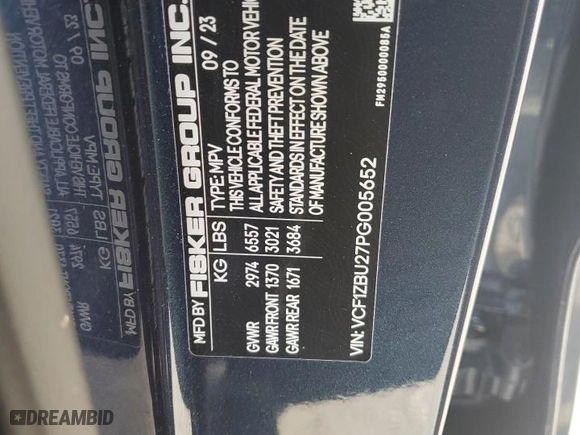 MFD BY FISKER GROUP INC.
09 / 23
KG LBS TYPE: MPV
GVWR 2974 6557
GAWR FRONT 1370 3021
GAWR REAR 1671 3684
THIS VEHICLE CONFORMS TO
ALL APPLICABLE FEDERAL MOTOR VEHI
SAFETY AND THEFT PREVENTION
STANDARDS IN EFFECT ON THE DATE
OF MANUFACTURE SHOWN ABOVE
VIN: VCF1ZBU27PG005652
FM29500000085A
DREAMBID